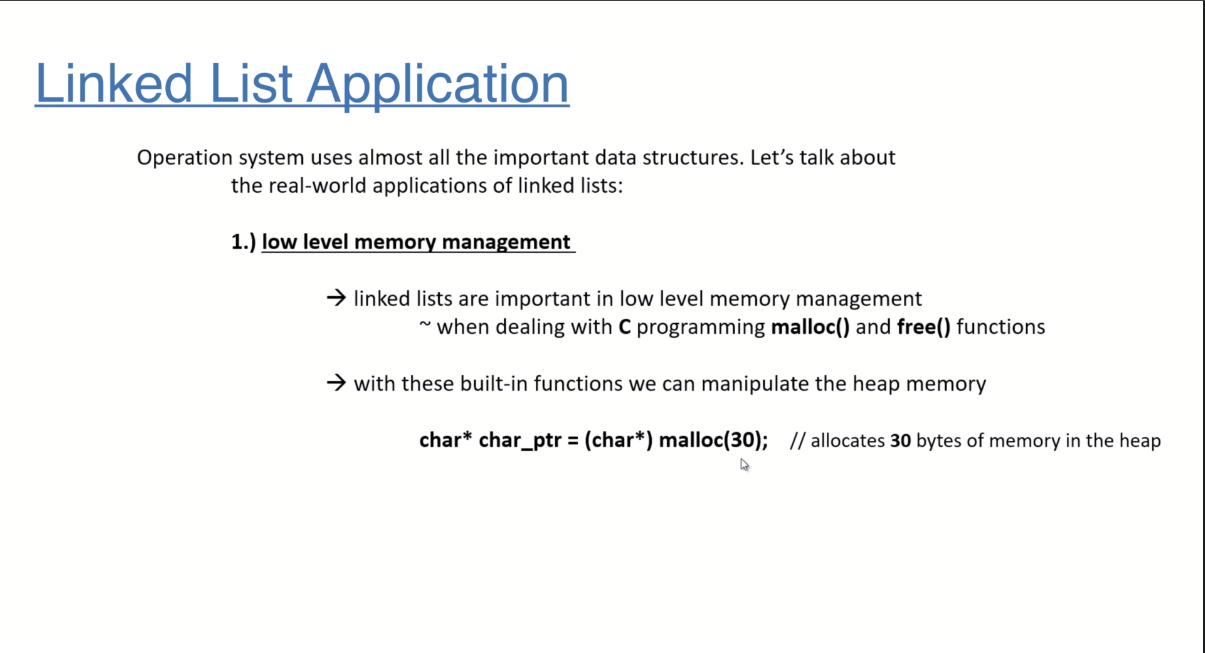 Linked List Application
Operation system uses almost all the important data structures. Let's talk about
the real-world applications of linked lists:
1.) low level memory management
→ linked lists are important in low level memory management
~ when dealing with C programming malloc() and free() functions
→ with these built-in functions we can manipulate the heap memory
char* char_ptr = (char*) malloc(30); // allocates 30 bytes of memory in the heap